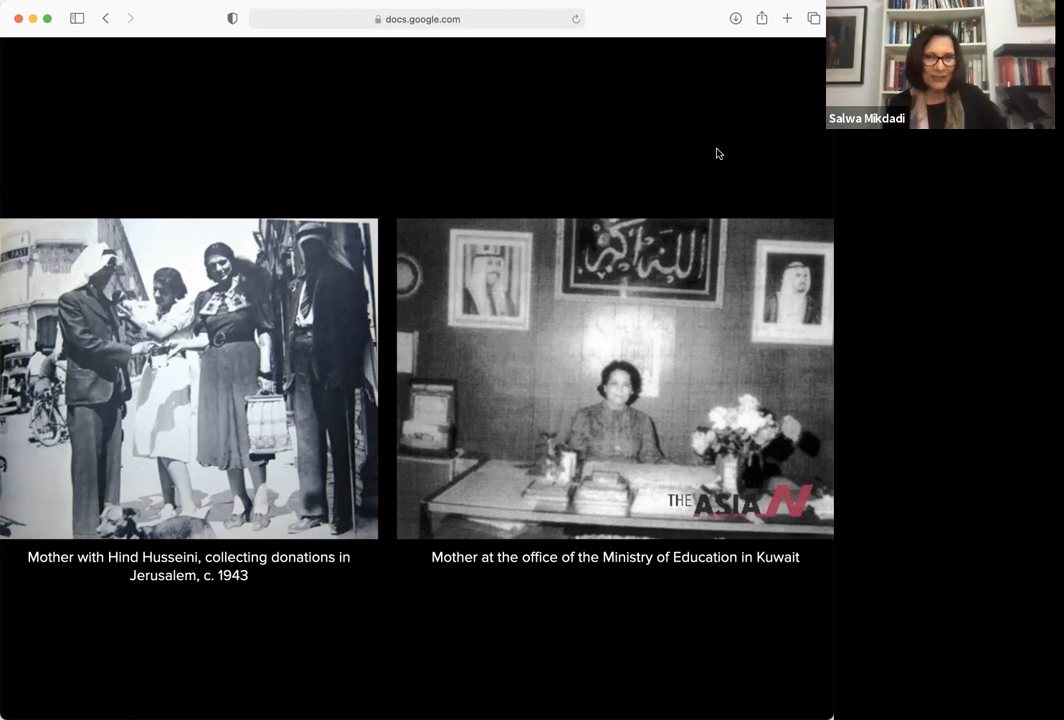 docs.google.com
Salwa Mikdadi
الله أكبر
THE ASIAN
Mother with Hind Husseini, collecting donations in
Jerusalem, c. 1943
Mother at the office of the Ministry of Education in Kuwait